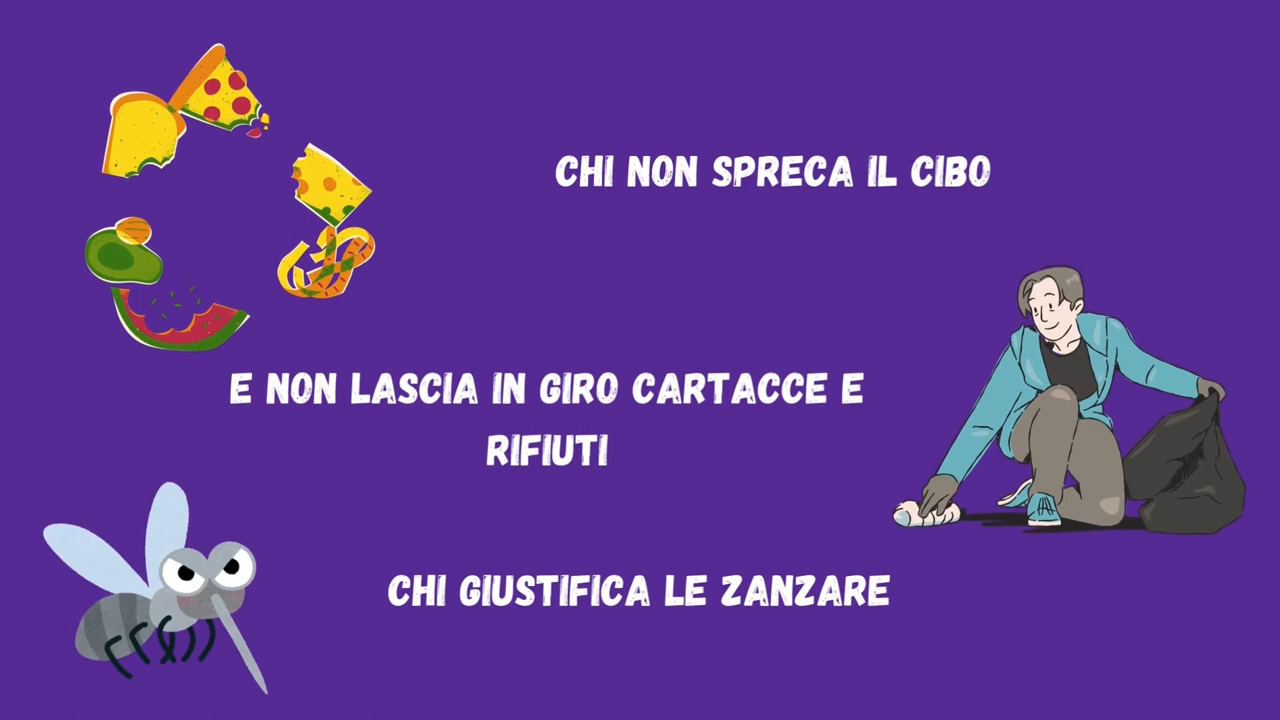 CHI NON SPRECA IL CIBO
E NON LASCIA IN GIRO CARTACCE E
RIFIUTI
CHI GIUSTIFICA LE ZANZARE